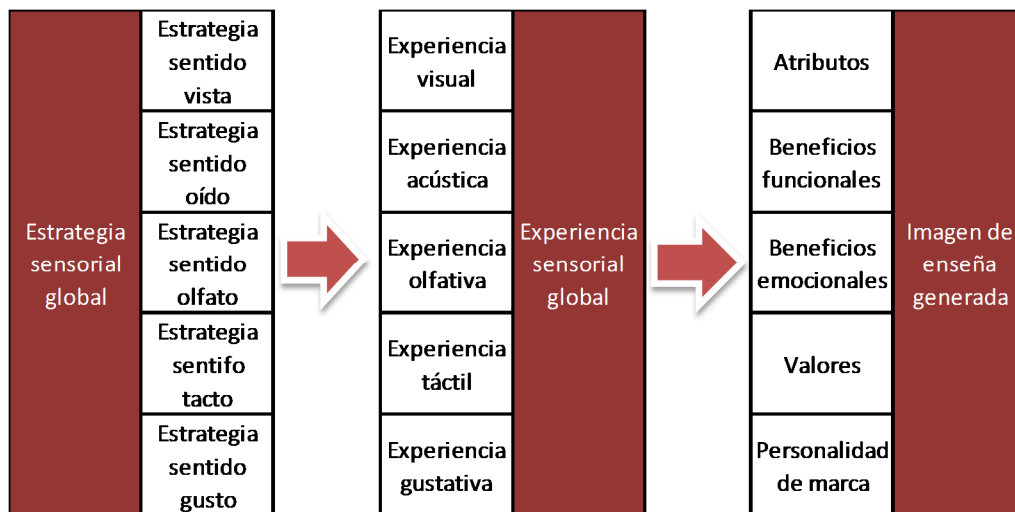 Estrategia
sensorial
global
Estrategia
sentido
vista
Estrategia
sentido
oído
Estrategia
sentido
olfato
Estrategia
sentifo
tacto
Estrategia
sentido
gusto
Experiencia
visual
Experiencia
acústica
Experiencia
olfativa
Experiencia
táctil
Experiencia
gustativa
Experiencia
sensorial
global
Atributos
Beneficios
funcionales
Beneficios
emocionales
Valores
Personalidad
de marca
Imagen de
enseña
generada